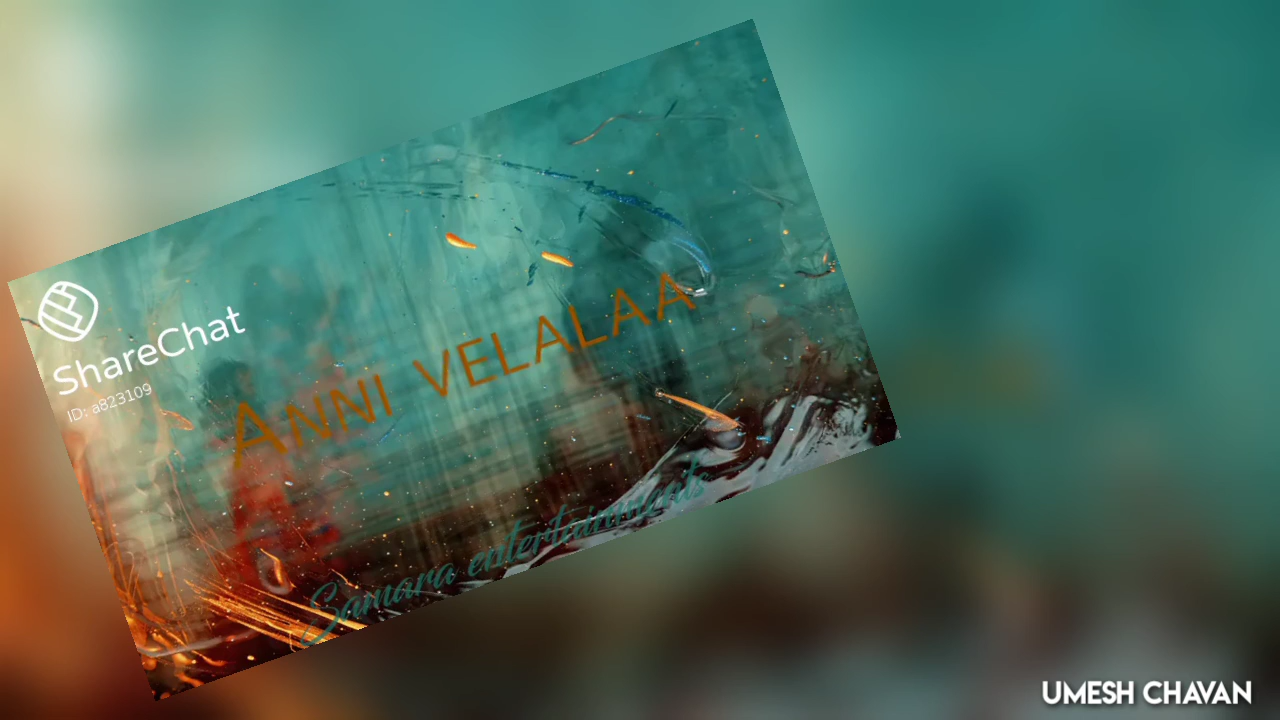 ShareChat
ID: a823109
ANNI VELALAA
Samara entertainments
UMESH CHAVAN